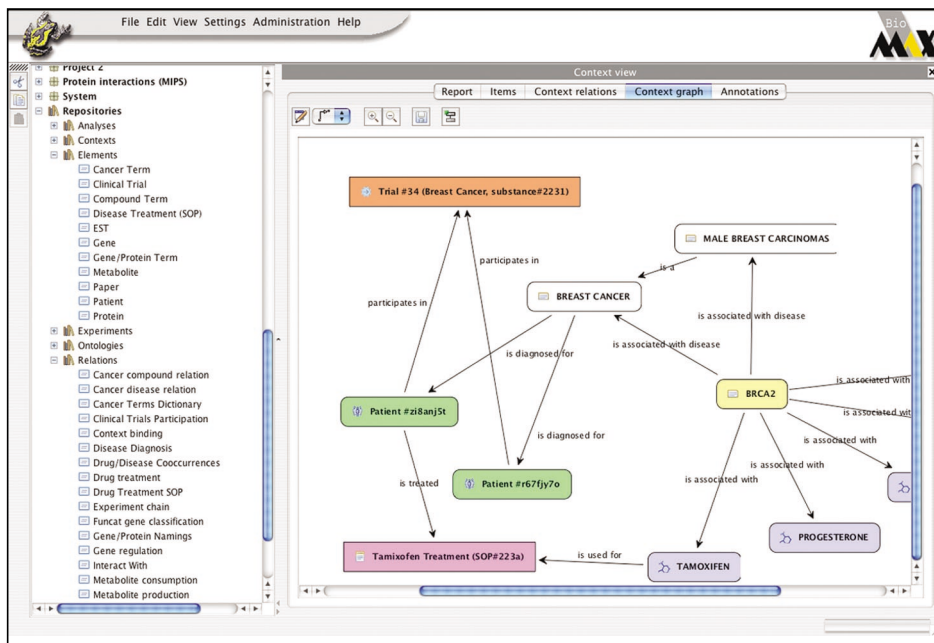 File Edit View Settings Administration Help
Bio
MAX
Project 2
Protein interactions (MIPS)
System
Repositories
Analyses
Contexts
Elements
Cancer Term
Clinical Trial
Compound Term
Disease Treatment (SOP)
EST
Gene
Gene/Protein Term
Metabolite
Paper
Patient
Protein
Experiments
Ontologies
Relations
Cancer compound relation
Cancer disease relation
Cancer Terms Dictionary
Clinical Trials Participation
Context binding
Disease Diagnosis
Drug/Disease Cooccurrences
Drug treatment
Drug Treatment SOP
Experiment chain
Funcat gene classification
Gene/Protein Namings
Gene regulation
Interact With
Metabolite consumption
Metabolite production
Context view
Report Items Context relations Context graph Annotations
Trial #34 (Breast Cancer, substance#2231)
MALE BREAST CARCINOMAS
participates in
is a
BREAST CANCER
participates in
is associated with disease
is associated with disease
is diagnosed for
is associated with
BRCA2
Patient #zi8anj5t
is associated wit
is diagnosed for
is associated with
is associated with
is treated
is associated with
Patient #r67fjy7o
PROGESTERONE
Tamixofen Treatment (SOP#223a)
is used for
TAMOXIFEN